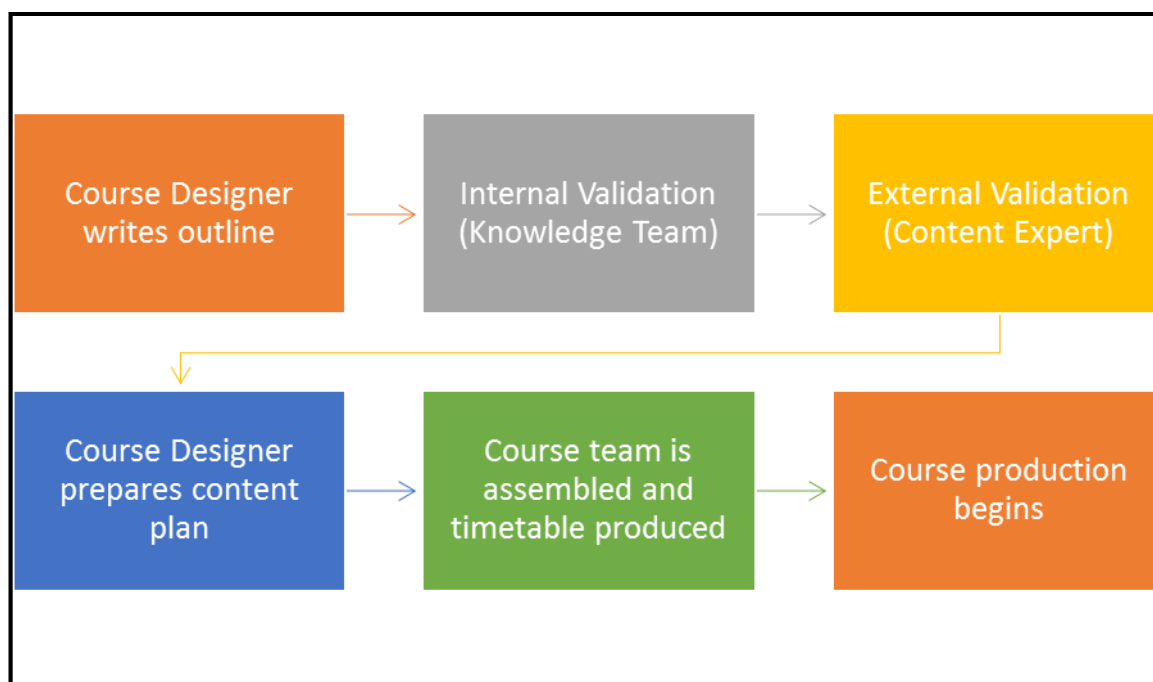 Course Designer
writes outline
Internal Validation
(Knowledge Team)
External Validation
(Content Expert)
Course Designer
prepares content
plan
Course team is
assembled and
timetable produced
Course production
begins